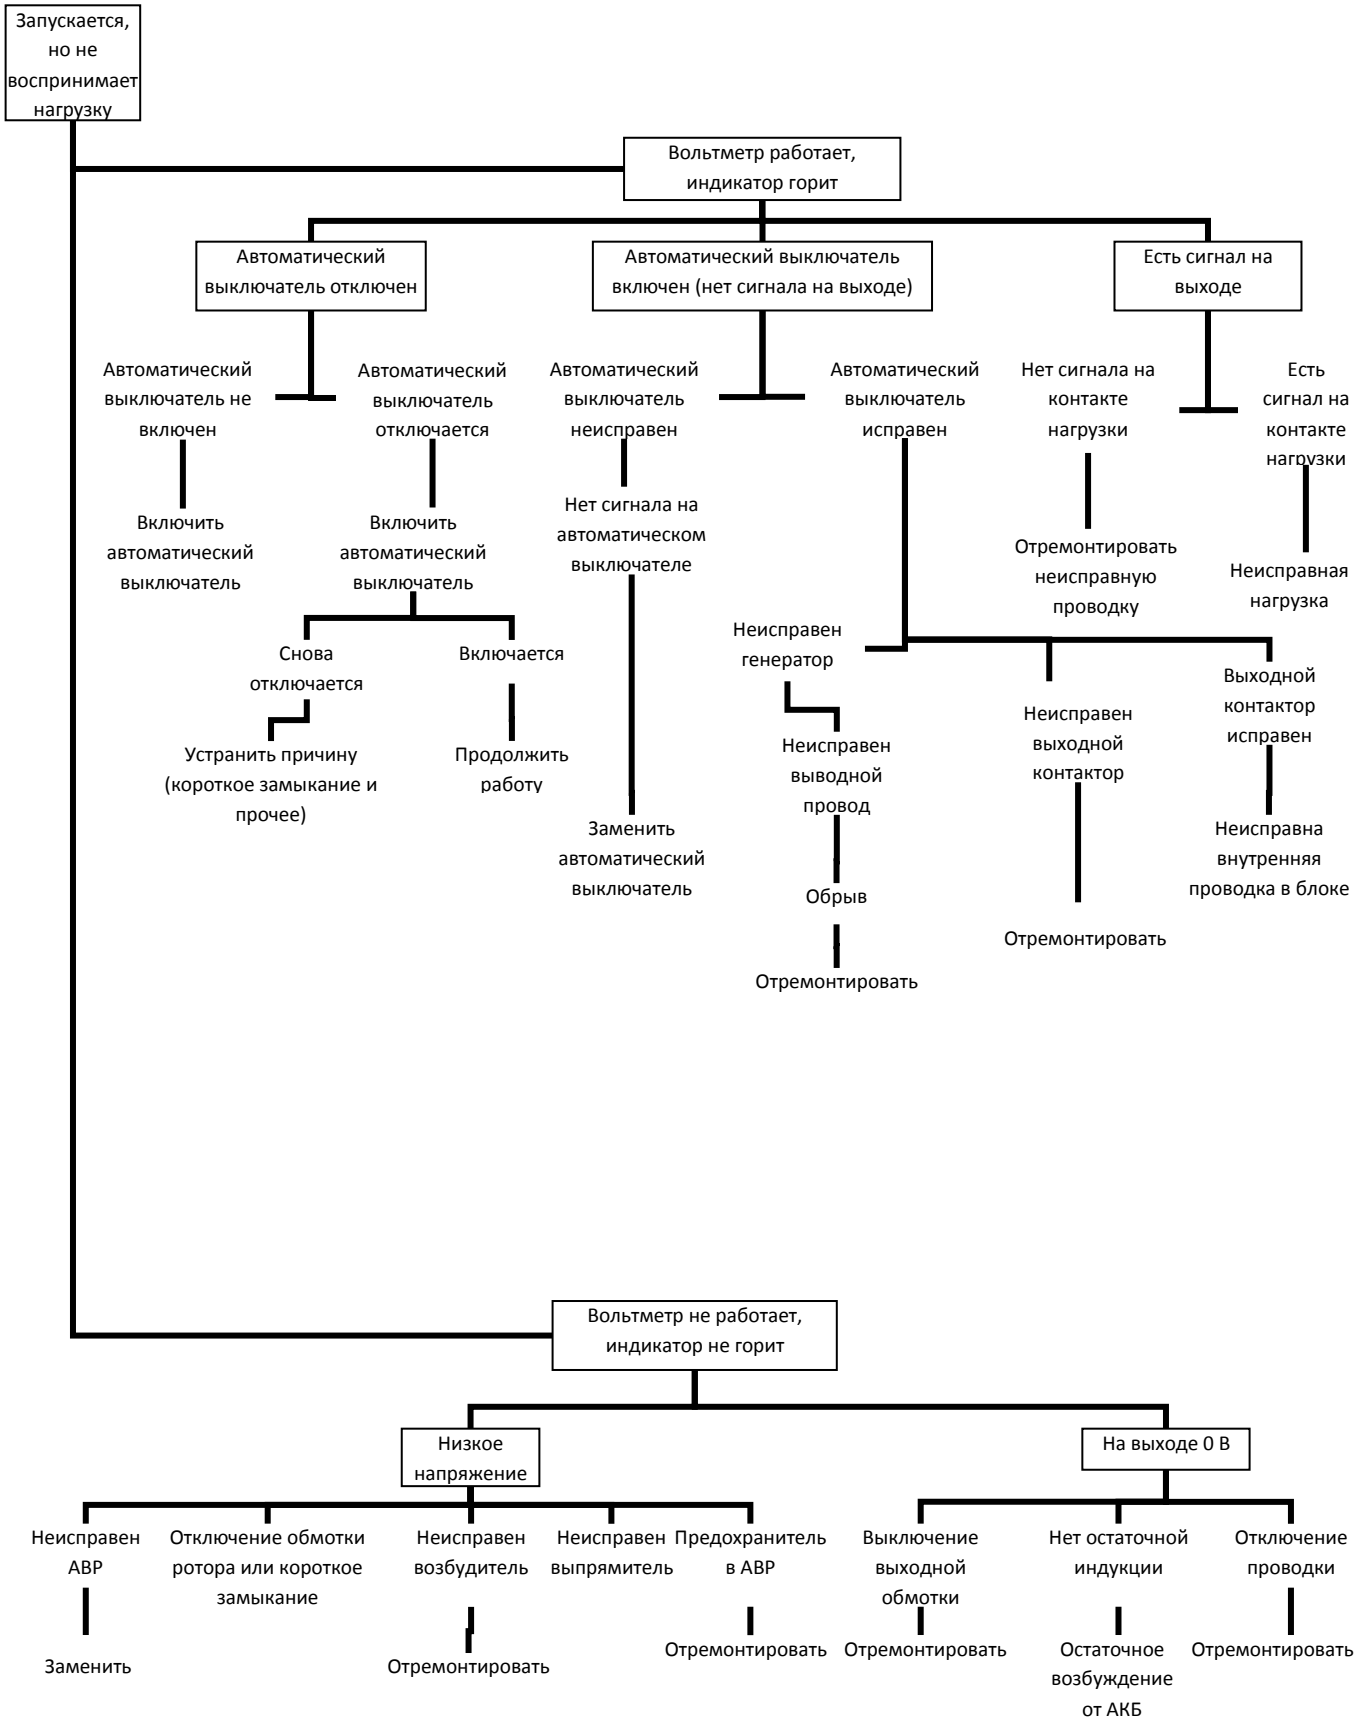 Запускается,
но не
воспринимает
нагрузку
Вольтметр работает,
индикатор горит
Автоматический
выключатель отключен
Автоматический выключатель
включен (нет сигнала на выходе)
Есть сигнал на
выходе
Автоматический
выключатель не
включен
Автоматический
выключатель
отключается
Автоматический
выключатель
неисправен
Автоматический
выключатель
исправен
Нет сигнала на
контакте
нагрузки
Есть
сигнал на
контакте
нагрузки
Включить
автоматический
выключатель
Включить
автоматический
выключатель
Нет сигнала на
автоматическом
выключателе
Отремонтировать
неисправную
проводку
Неисправная
нагрузка
Снова
отключается
Включается
Неисправен
генератор
Неисправен
выходной
контактор
Выходной
контактор
исправен
Устранить причину
(короткое замыкание и
прочее)
Продолжить
работу
Неисправен
выводной
провод
Заменить
автоматический
выключатель
Неисправна
внутренняя
проводка в блоке
Обрыв
Отремонтировать
Отремонтировать
Вольтметр не работает,
индикатор не горит
Низкое
напряжение
На выходе 0 В
Неисправен
АВР
Отключение обмотки
ротора или короткое
замыкание
Неисправен
возбудитель
Неисправен
выпрямитель
Предохранитель
в АВР
Выключение
выходной
обмотки
Нет остаточной
индукции
Отключение
проводки
Заменить
Отремонтировать
Отремонтировать
Отремонтировать
Остаточное
возбуждение
от АКБ
Отремонтировать